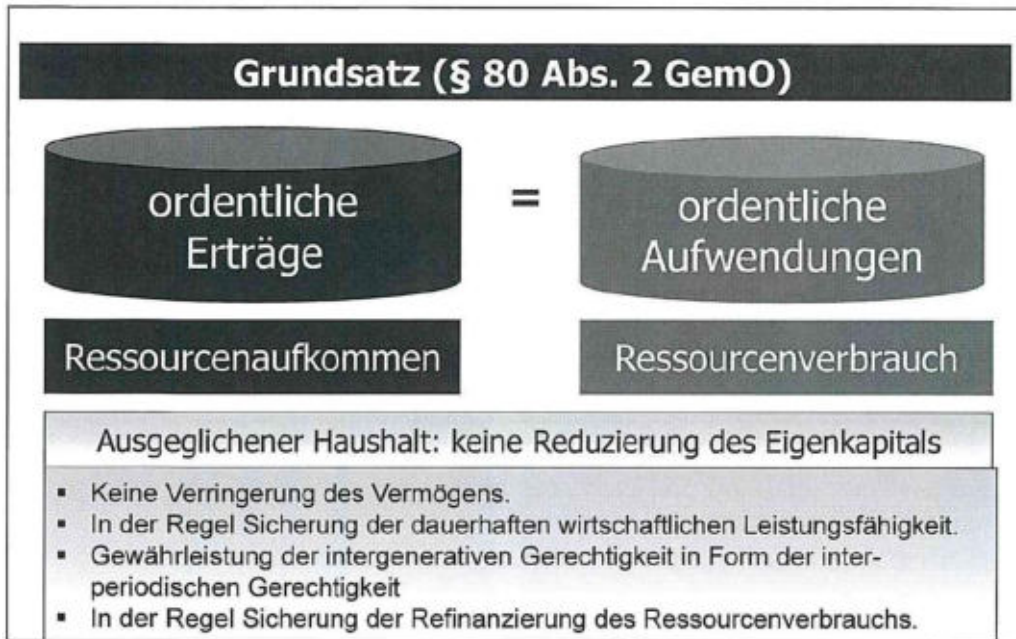 Grundsatz (§ 80 Abs. 2 GemO)
ordentliche
Erträge
=
ordentliche
Aufwendungen
Ressourcenaufkommen
Ressourcenverbrauch
Ausgeglichener Haushalt: keine Reduzierung des Eigenkapitals
▪ Keine Verringerung des Vermögens.
▪ In der Regel Sicherung der dauerhaften wirtschaftlichen Leistungsfähigkeit.
▪ Gewährleistung der intergenerativen Gerechtigkeit in Form der inter-
periodischen Gerechtigkeit
▪ In der Regel Sicherung der Refinanzierung des Ressourcenverbrauchs.